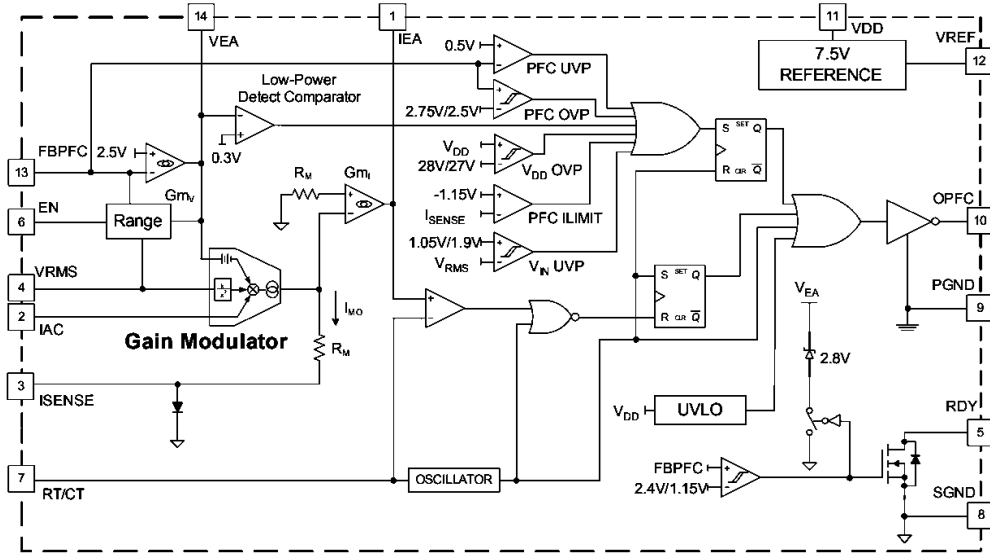 14
VEA
1
IEA
11
VDD
7.5V
REFERENCE
VREF
12
0.5V
PFC UVP
2.75V/2.5V
PFC OVP
Low-Power
Detect Comparator
0.3V
FBPFC
13
2.5V
GmV
EN
6
Range
RM
GmI
VDD
28V/27V
VDD OVP
-1.15V
ISENSE
PFC ILIMIT
1.05V/1.9V
VRMS
VIN UVP
S SET Q
R CLR Q
OPFC
10
VRMS
4
2
IAC
k
x²
Gain Modulator
IMO
RM
S SET Q
R CLR Q
PGND
9
VEA
2.8V
3
ISENSE
VDD
UVLO
RDY
5
7
RT/CT
OSCILLATOR
FBPFC
2.4V/1.15V
SGND
8